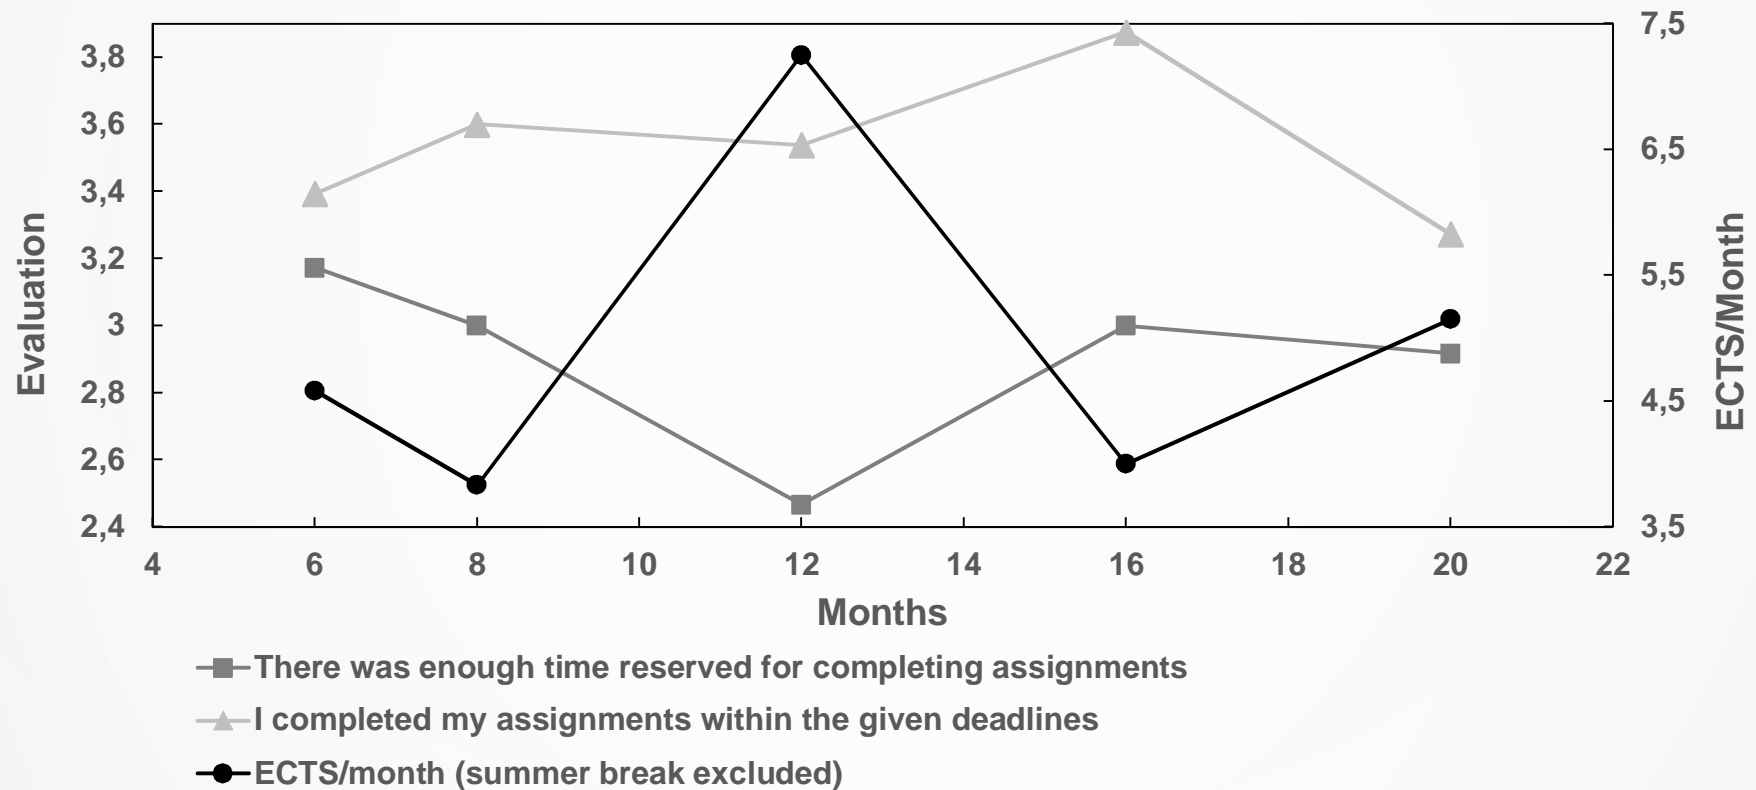 7,5
3,8
3,6
6,5
3,4
3,2
5,5
3
2,8
4,5
2,6
2,4
3,5
Evaluation
ECTS/Month
4 6 8 10 12 14 16 18 20 22
Months
There was enough time reserved for completing assignments
I completed my assignments within the given deadlines
ECTS/month (summer break excluded)